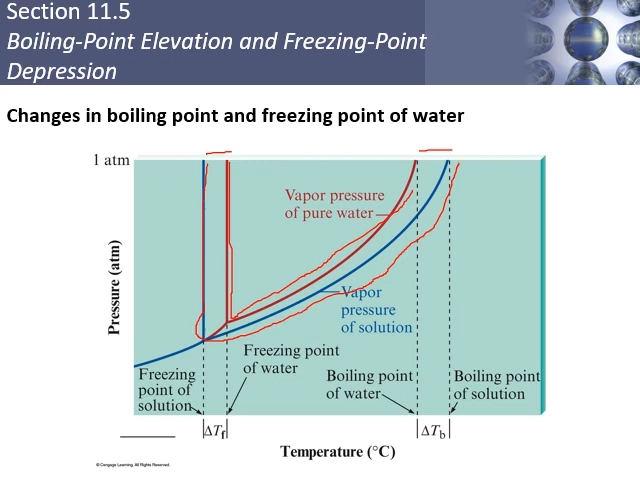 Section 11.5
Boiling-Point Elevation and Freezing-Point
Depression
Changes in boiling point and freezing point of water
1 atm
Vapor pressure
of pure water
Vapor
pressure
of solution
Pressure (atm)
Freezing point
of water
Freezing
point of
solution
Boiling point
of water
Boiling point
of solution
ΔTf
ΔTb
Temperature (°C)
© Cengage Learning. All Rights Reserved.